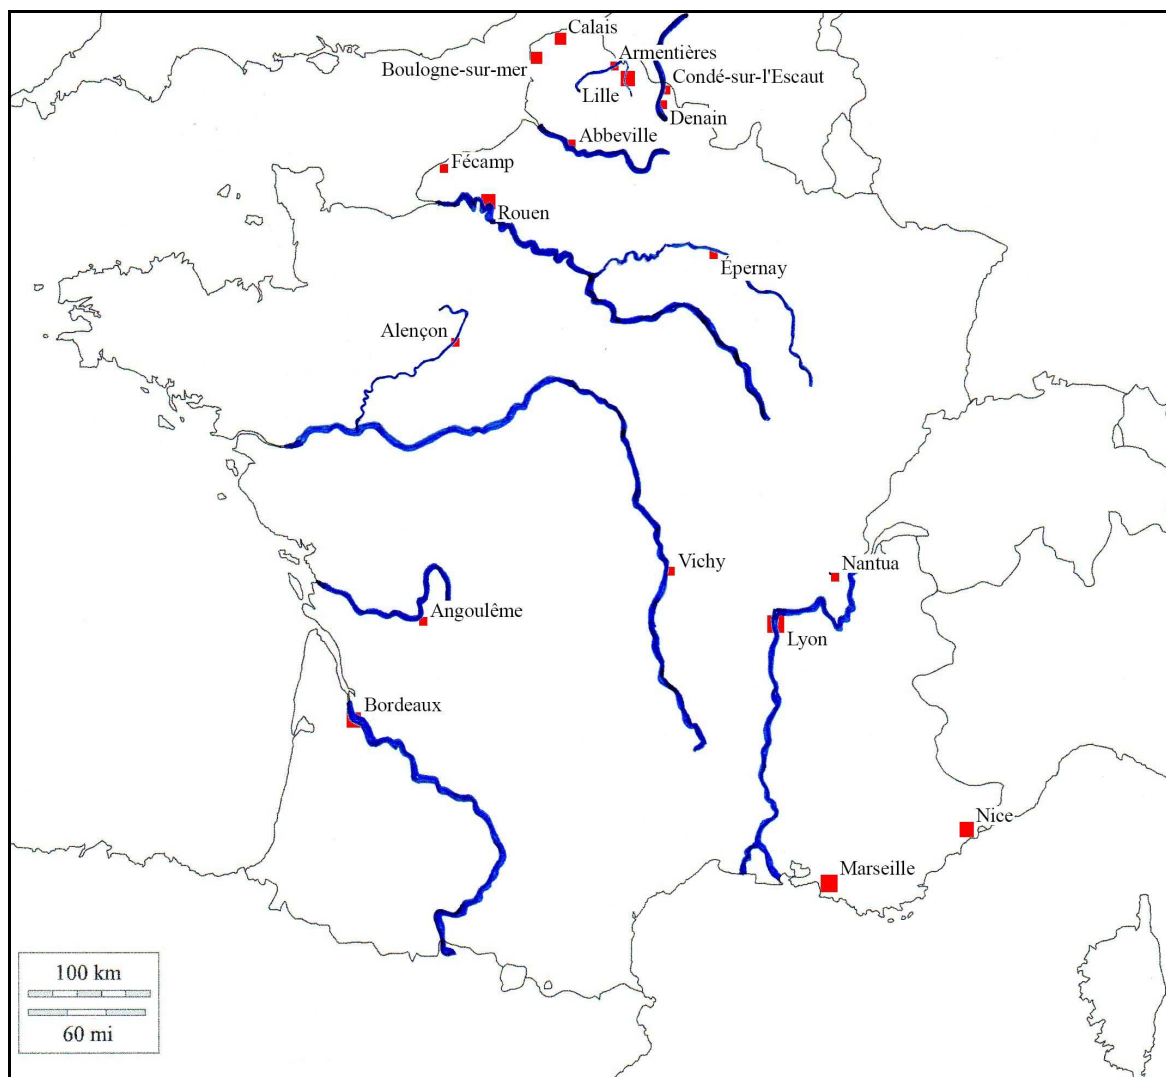 Calais
Armentières
Boulogne-sur-mer
Condé-sur-l'Escaut
Lille
Denain
Abbeville
Fécamp
Rouen
Épernay
Alençon
Vichy
Nantua
Angoulême
Lyon
Bordeaux
Nice
Marseille
100 km
60 mi